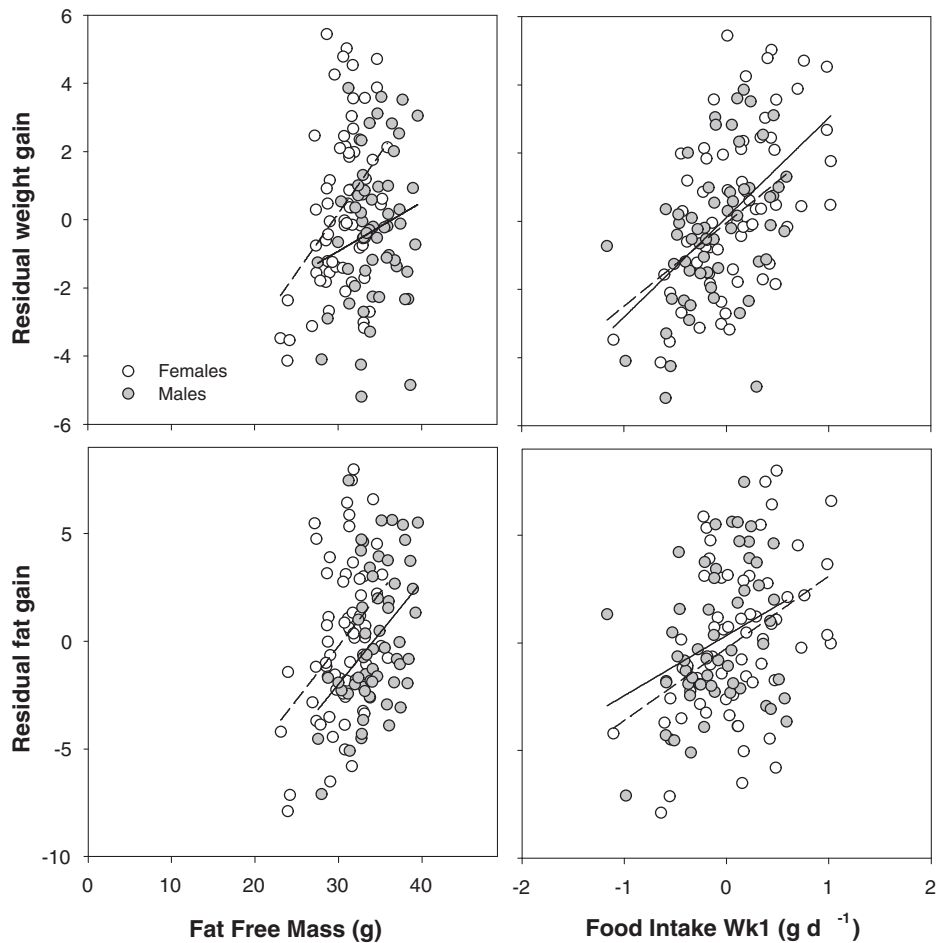 6
4
2
0
-2
-4
-6
Residual weight gain
Females
Males
5
0
-5
-10
Residual fat gain
0 10 20 30 40
Fat Free Mass (g)
-2 -1 0 1 2
Food Intake Wk1 (g d -1)